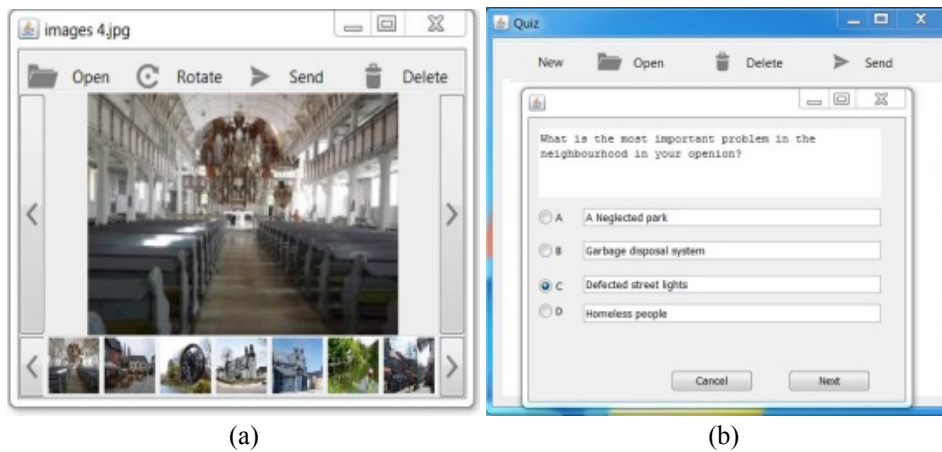 images 4.jpg
Open Rotate Send Delete
Quiz
New Open Delete Send
What is the most important problem in the
neighbourhood in your openion?
A A Neglected park
B Garbage disposal system
C Defected street lights
D Homeless people
Cancel Next
(a)
(b)